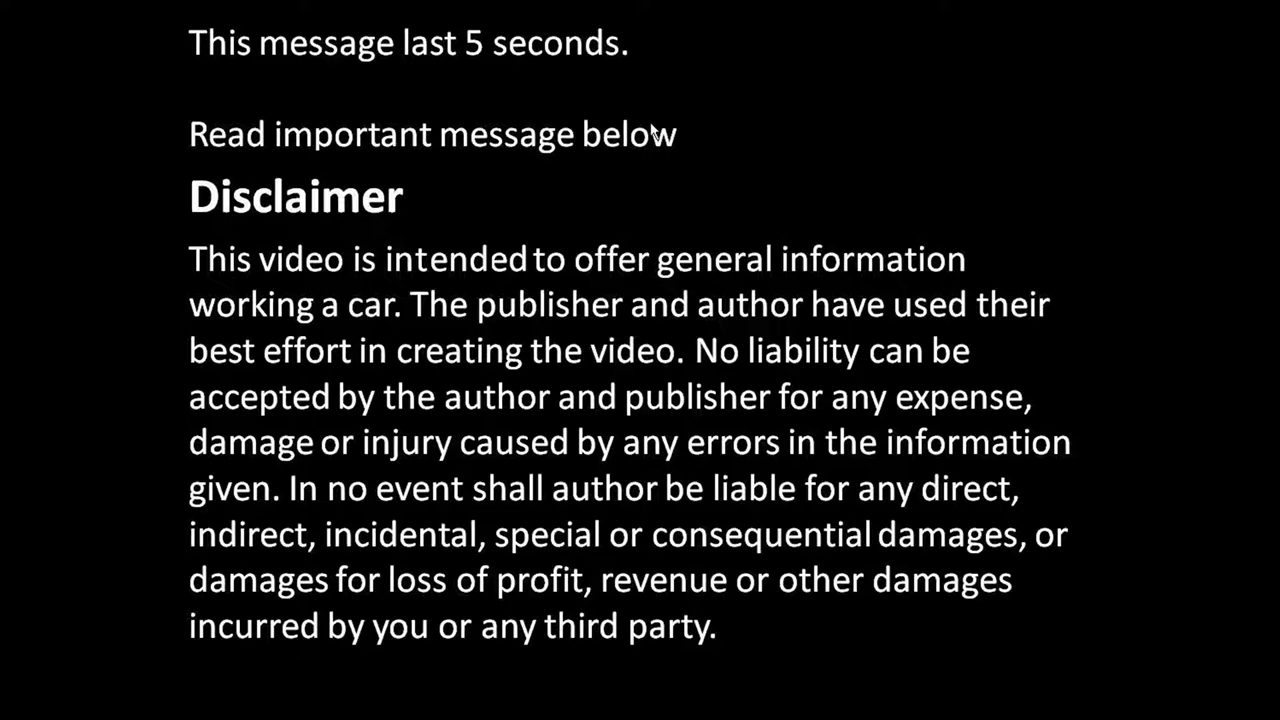 This message last 5 seconds.
Read important message below
Disclaimer
This video is intended to offer general information
working a car. The publisher and author have used their
best effort in creating the video. No liability can be
accepted by the author and publisher for any expense,
damage or injury caused by any errors in the information
given. In no event shall author be liable for any direct,
indirect, incidental, special or consequential damages, or
damages for loss of profit, revenue or other damages
incurred by you or any third party.